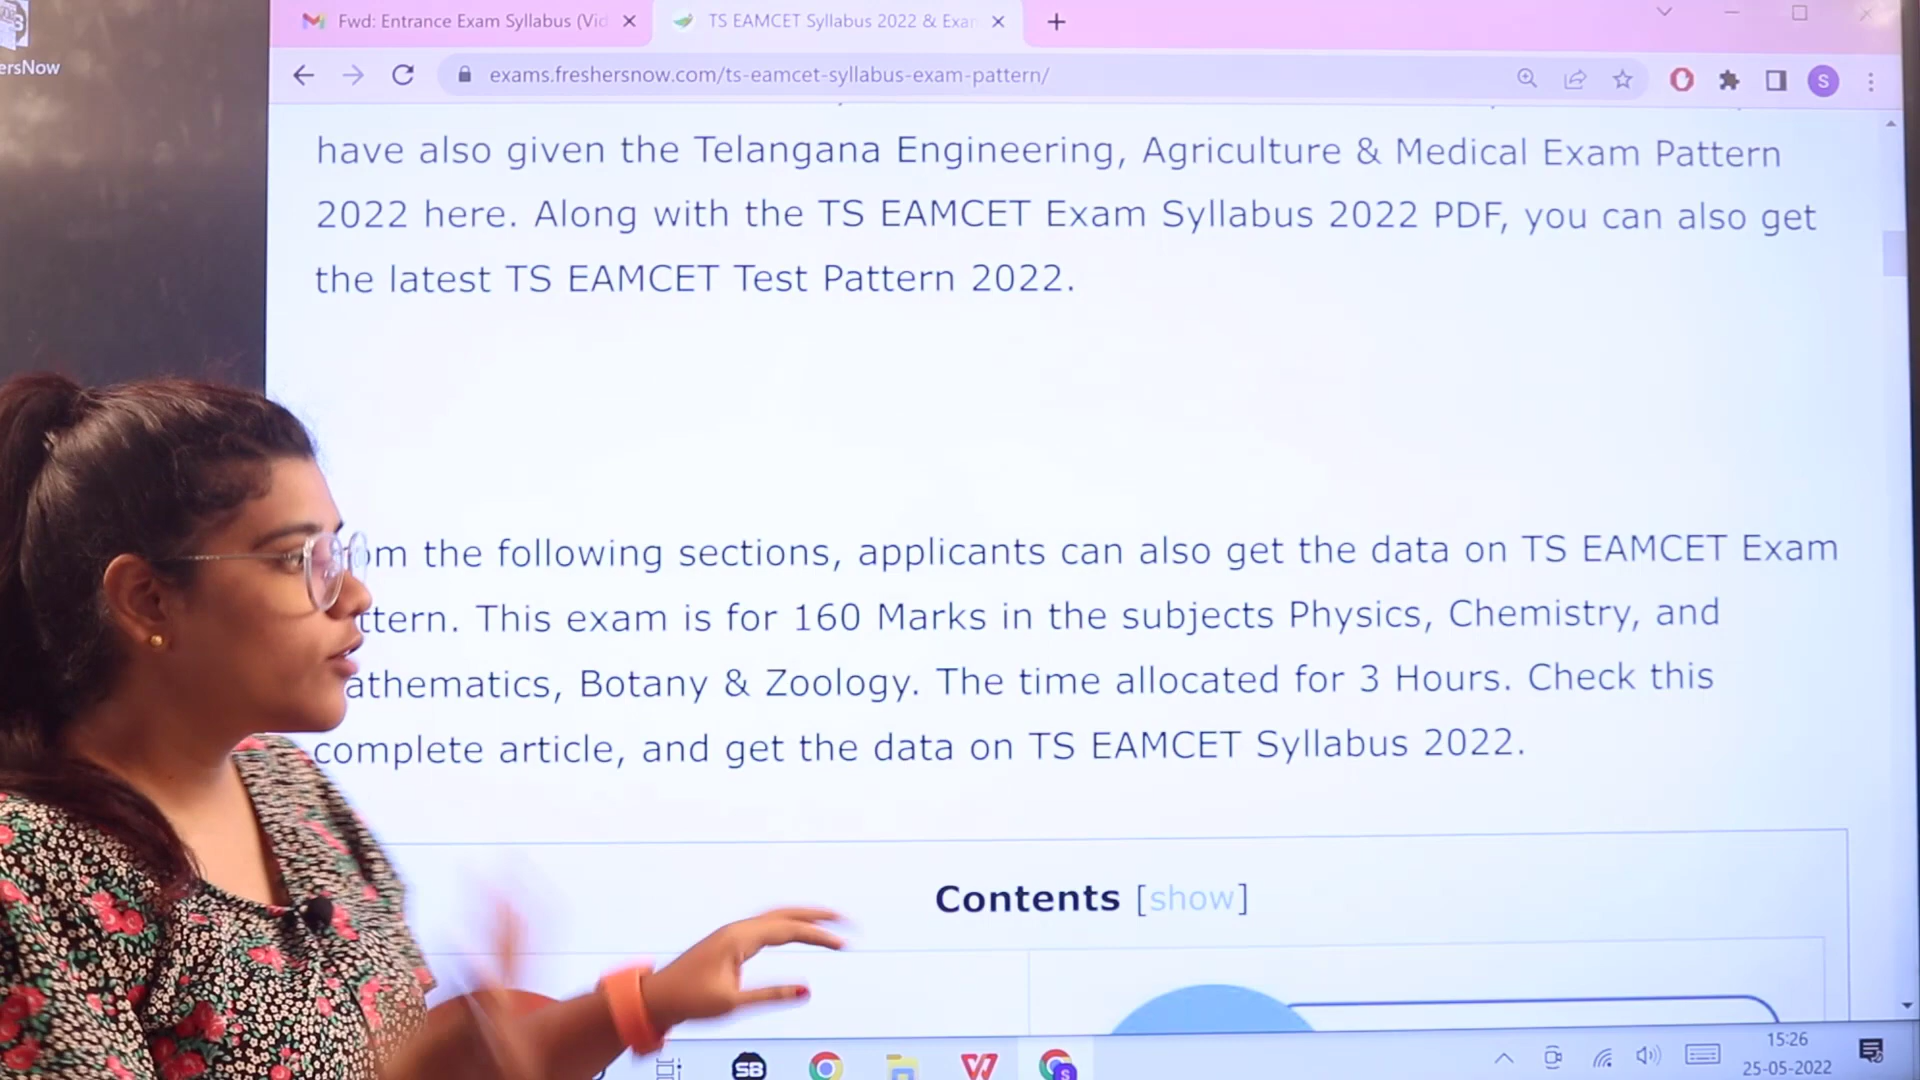 Fwd: Entrance Exam Syllabus (Vid
TS EAMCET Syllabus 2022 & Exar
ersNow
exams.freshersnow.com/ts-eamcet-syllabus-exam-pattern/
S
have also given the Telangana Engineering, Agriculture & Medical Exam Pattern
2022 here. Along with the TS EAMCET Exam Syllabus 2022 PDF, you can also get
the latest TS EAMCET Test Pattern 2022.
om the following sections, applicants can also get the data on TS EAMCET Exam
ttern. This exam is for 160 Marks in the subjects Physics, Chemistry, and
athematics, Botany & Zoology. The time allocated for 3 Hours. Check this
complete article, and get the data on TS EAMCET Syllabus 2022.
Contents [show]
SB
S
15:26
25-05-2022